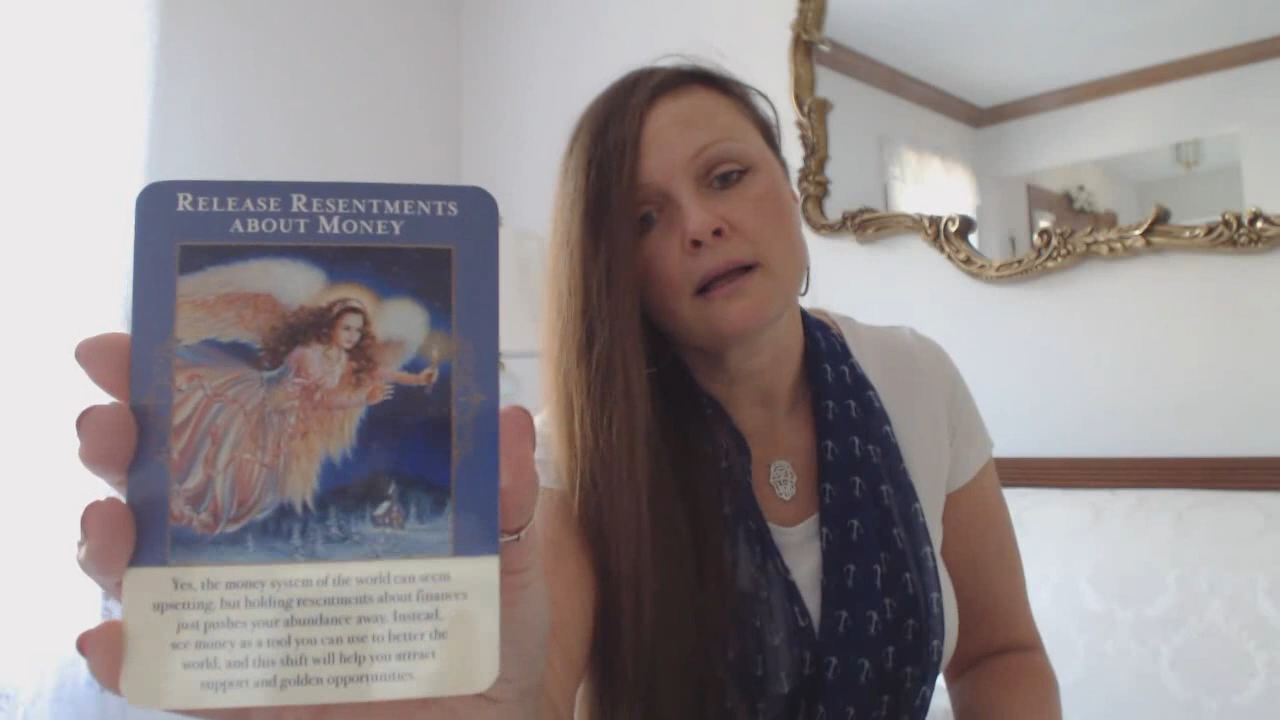 RELEASE RESENTMENTS
ABOUT MONEY
Yes, the money system of the world can seem
upsetting, but holding resentments about finances
just pushes your abundance away. Instead,
see money as a tool you can use to better the
world, and this shift will help you attract
support and golden opportunities.